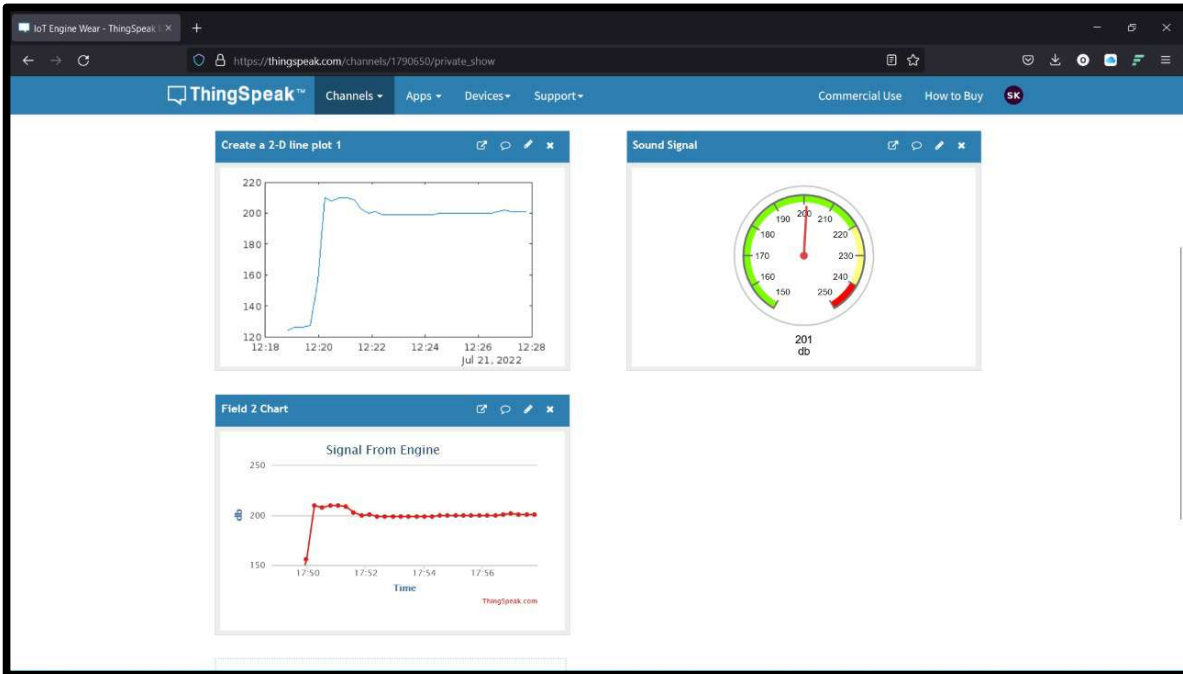 IoT Engine Wear - ThingSpeak
https://thingspeak.com/channels/1790650/private_show
ThingSpeak™ Channels Apps Devices Support Commercial Use How to Buy SK
Create a 2-D line plot 1
220
200
180
160
140
120
12:18 12:20 12:22 12:24 12:26 12:28
Jul 21, 2022
Sound Signal
190 200 210
180 220
170 230
160 240
150 250
201
db
Field 2 Chart
Signal From Engine
250
db 200
150
17:50 17:52 17:54 17:56
Time
ThingSpeak.com